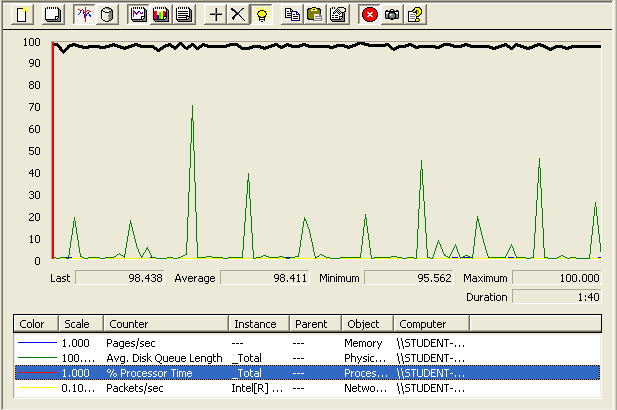 100
90
80
70
60
50
40
30
20
10
0
Last 98.438 Average 98.411 Minimum 95.562 Maximum 100.000
Duration 1:40
Color Scale Counter Instance Parent Object Computer
1.000 Pages/sec --- --- Memory \\STUDENT-...
100.... Avg. Disk Queue Length _Total --- Physic... \\STUDENT-...
1.000 % Processor Time _Total --- Proces... \\STUDENT-...
0.10... Packets/sec Intel[R] ... --- Netwo... \\STUDENT-...